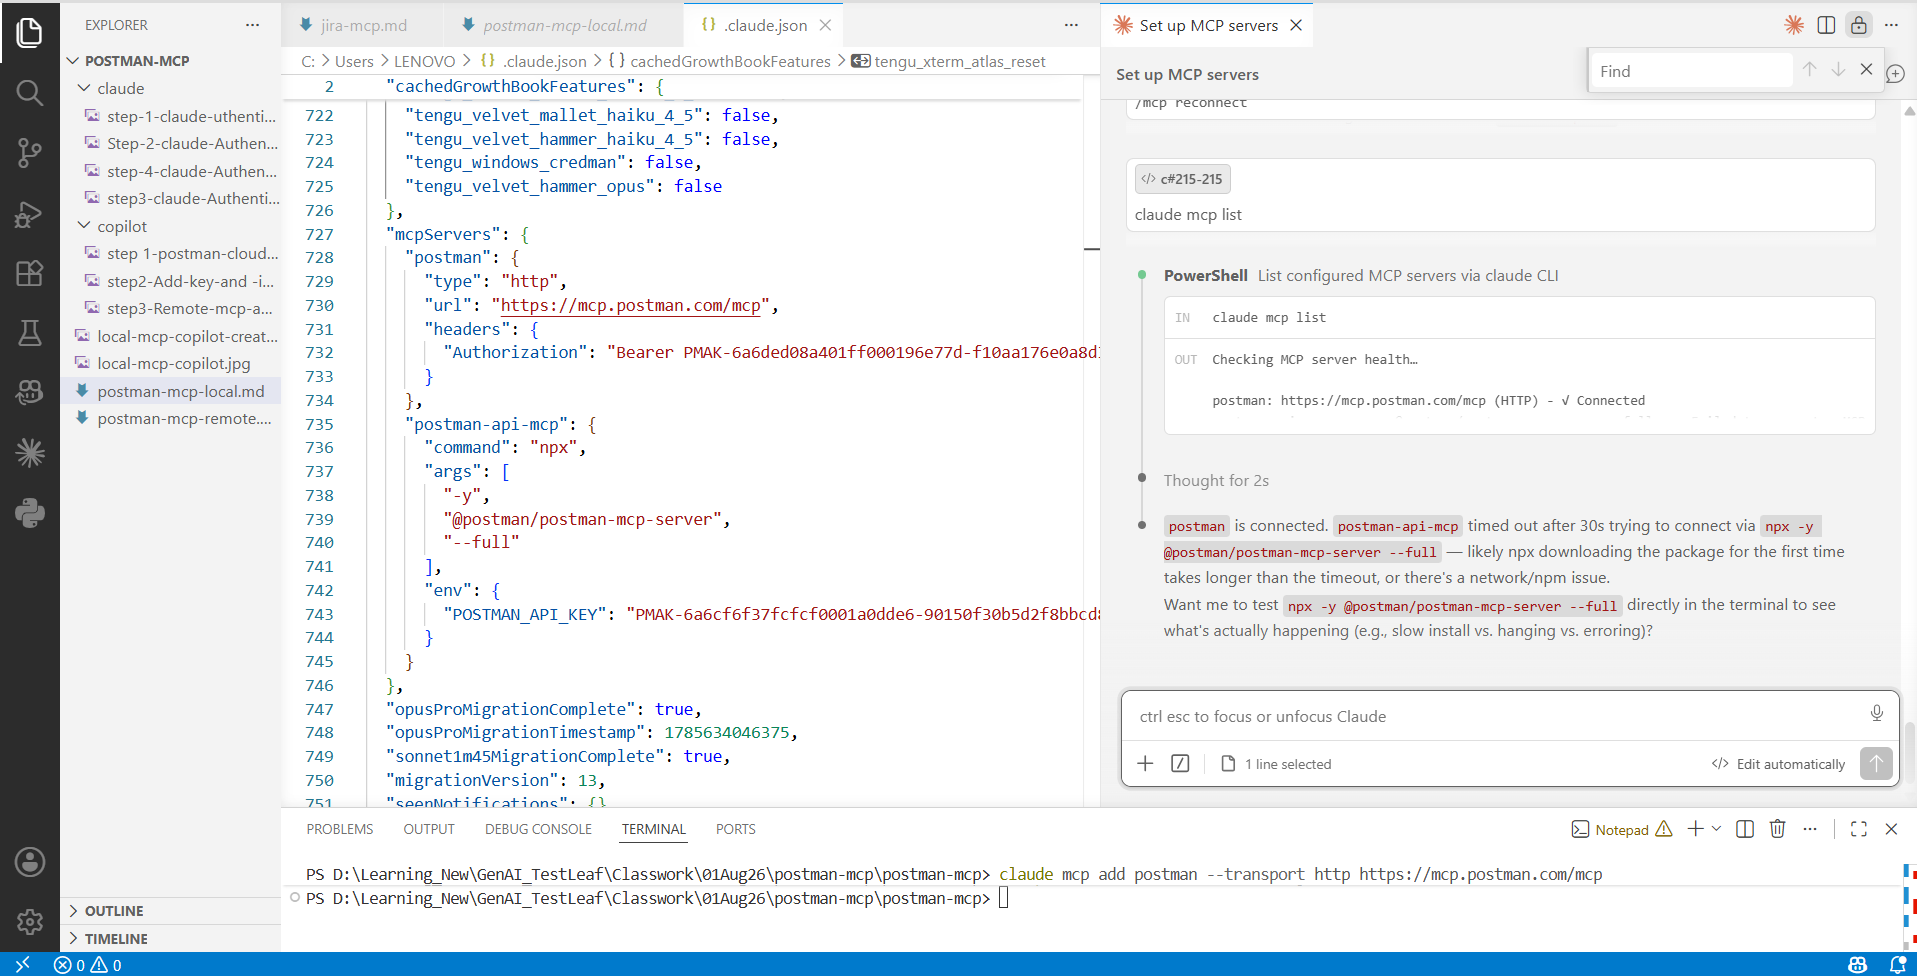 EXPLORER
POSTMAN-MCP
claude
step-1-claude-uthenti...
Step-2-claude-Authen...
step-4-claude-Authen...
step3-claude-Authenti...
copilot
step 1-postman-cloud...
step2-Add-key-and -i...
step3-Remote-mcp-a...
local-mcp-copilot-creat...
local-mcp-copilot.jpg
postman-mcp-local.md
postman-mcp-remote....
OUTLINE
TIMELINE
jira-mcp.md
postman-mcp-local.md
{} .claude.json
C: > Users > LENOVO > {} .claude.json > {} cachedGrowthBookFeatures > tengu_xterm_atlas_reset
2 "cachedGrowthBookFeatures": {
722 "tengu_velvet_mallet_haiku_4_5": false,
723 "tengu_velvet_hammer_haiku_4_5": false,
724 "tengu_windows_credman": false,
725 "tengu_velvet_hammer_opus": false
726 },
727 "mcpServers": {
728 "postman": {
729 "type": "http",
730 "url": "https://mcp.postman.com/mcp",
731 "headers": {
732 "Authorization": "Bearer PMAK-6a6ded08a401ff000196e77d-f10aa176e0a8d
733 }
734 },
735 "postman-api-mcp": {
736 "command": "npx",
737 "args": [
738 "-y",
739 "@postman/postman-mcp-server",
740 "--full"
741 ],
742 "env": {
743 "POSTMAN_API_KEY": "PMAK-6a6cf6f37fcfcf0001a0dde6-90150f30b5d2f8bbcd
744 }
745 }
746 },
747 "opusProMigrationComplete": true,
748 "opusProMigrationTimestamp": 1785634046375,
749 "sonnet1m45MigrationComplete": true,
750 "migrationVersion": 13,
751 "seenNotifications": {}
Set up MCP servers
Set up MCP servers
Find
/mcp reconnect
</> c#215-215
claude mcp list
PowerShell List configured MCP servers via claude CLI
IN claude mcp list
OUT Checking MCP server health…
postman: https://mcp.postman.com/mcp (HTTP) - √ Connected
Thought for 2s
postman is connected. postman-api-mcp timed out after 30s trying to connect via npx -y
@postman/postman-mcp-server --full — likely npx downloading the package for the first time
takes longer than the timeout, or there's a network/npm issue.
Want me to test npx -y @postman/postman-mcp-server --full directly in the terminal to see
what's actually happening (e.g., slow install vs. hanging vs. erroring)?
ctrl esc to focus or unfocus Claude
1 line selected
</> Edit automatically
PROBLEMS OUTPUT DEBUG CONSOLE TERMINAL PORTS
Notepad
PS D:\Learning_New\GenAI_TestLeaf\Classwork\01Aug26\postman-mcp\postman-mcp> claude mcp add postman --transport http https://mcp.postman.com/mcp
PS D:\Learning_New\GenAI_TestLeaf\Classwork\01Aug26\postman-mcp\postman-mcp>
0 0